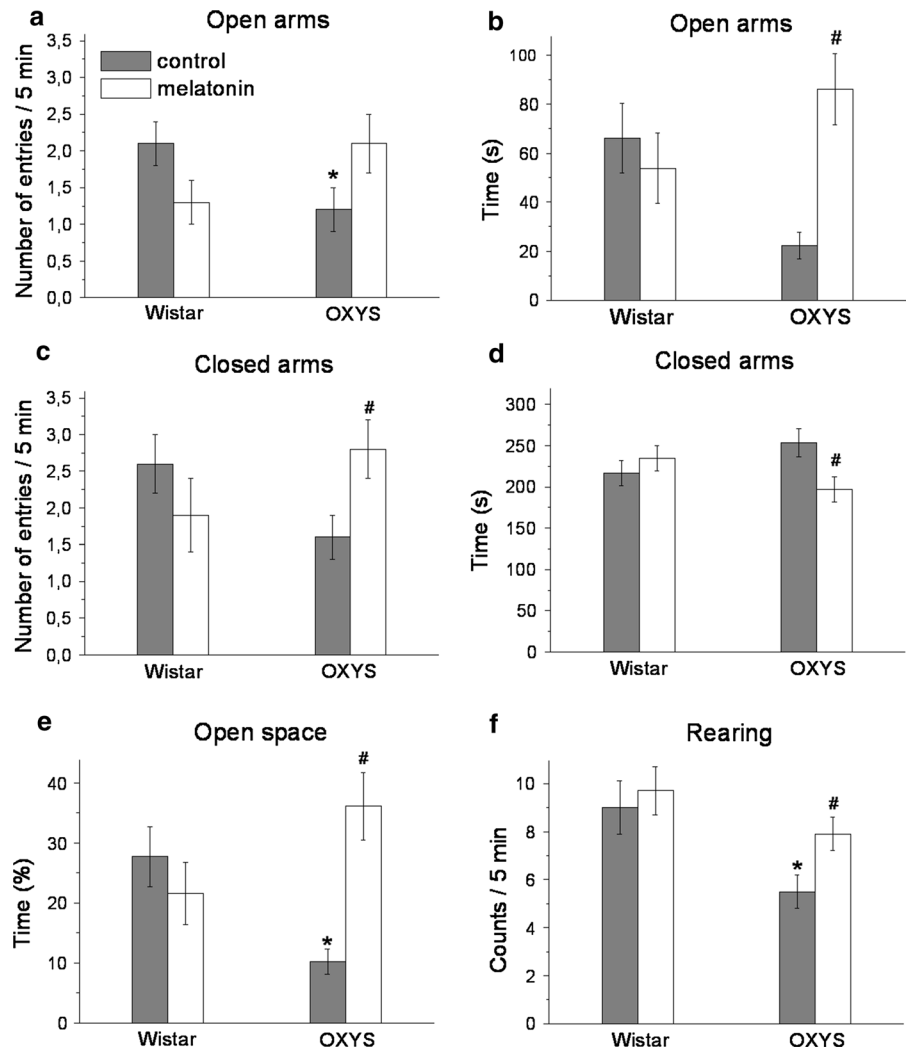 a
Open arms
3,5
3,0
2,5
2,0
1,5
1,0
0,5
0,0
Number of entries / 5 min
control
melatonin
*
Wistar
OXYS
b
Open arms
100
80
60
40
20
0
Time (s)
#
Wistar
OXYS
c
Closed arms
3,5
3,0
2,5
2,0
1,5
1,0
0,5
0,0
Number of entries / 5 min
#
Wistar
OXYS
d
Closed arms
300
250
200
150
100
50
0
Time (s)
#
Wistar
OXYS
e
Open space
40
30
20
10
0
Time (%)
*
#
Wistar
OXYS
f
Rearing
10
8
6
4
2
0
Counts / 5 min
*
#
Wistar
OXYS